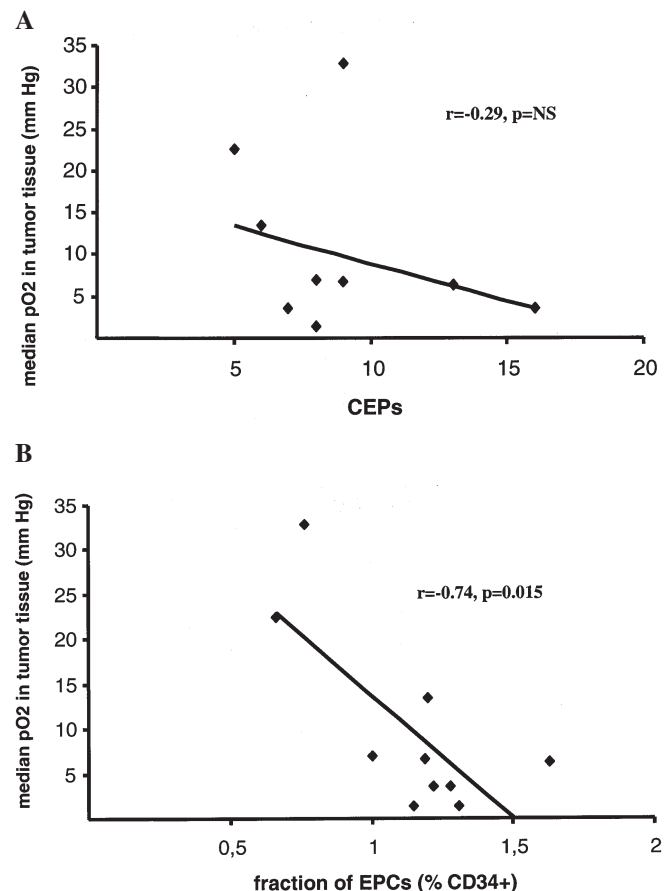 A
median pO2 in tumor tissue (mm Hg)
35
30
25
20
15
10
5
r=-0.29, p=NS
5
10
15
20
CEPs
B
median pO2 in tumor tissue (mm Hg)
35
30
25
20
15
10
5
r=-0.74, p=0.015
0,5
1
1,5
2
fraction of EPCs (% CD34+)